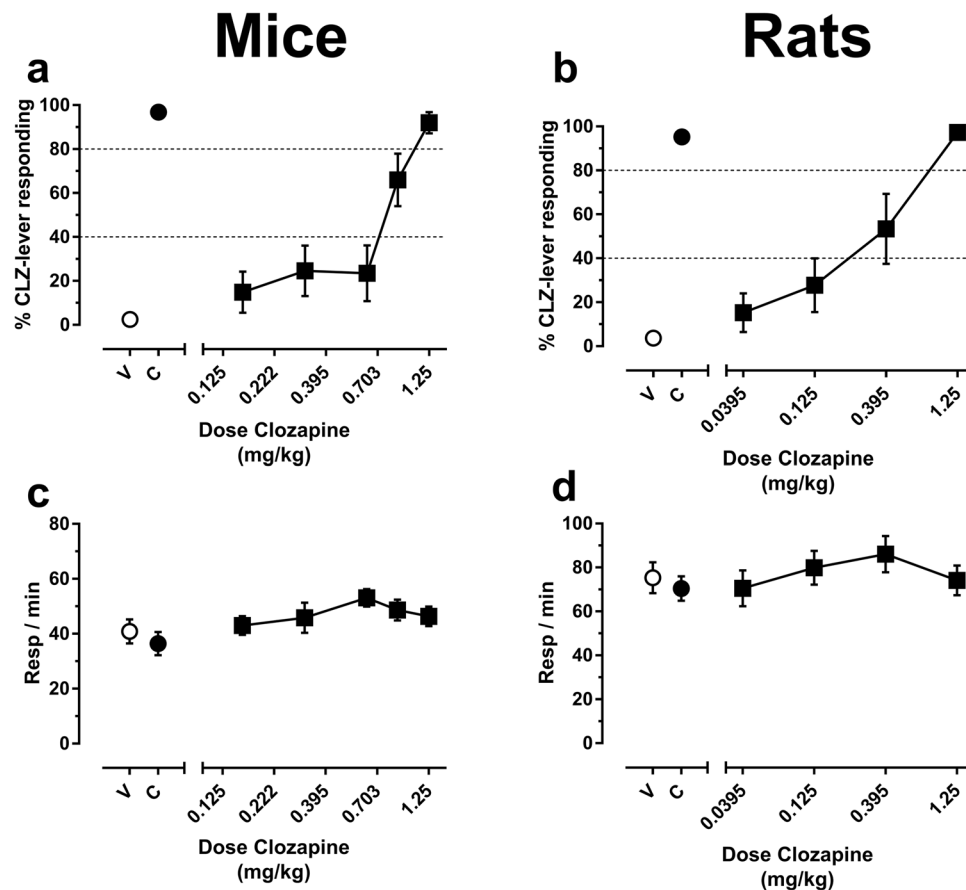 Mice
Rats
a
% CLZ-lever responding
100
80
60
40
20
0
V
C
0.125
0.222
0.395
0.703
1.25
Dose Clozapine
(mg/kg)
b
% CLZ-lever responding
100
80
60
40
20
0
V
C
0.0395
0.125
0.395
1.25
Dose Clozapine
(mg/kg)
c
Resp / min
80
60
40
20
0
V
C
0.125
0.222
0.395
0.703
1.25
Dose Clozapine
(mg/kg)
d
Resp / min
100
80
60
40
20
0
V
C
0.0395
0.125
0.395
1.25
Dose Clozapine
(mg/kg)